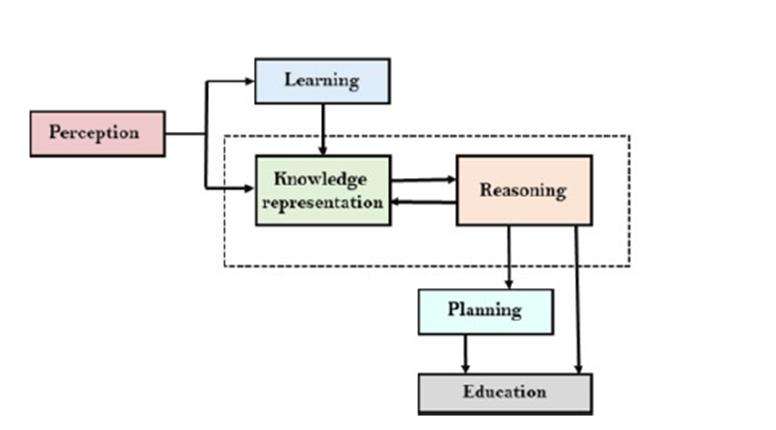 Learning
Perception
Knowledge
representation
Reasoning
Planning
Education